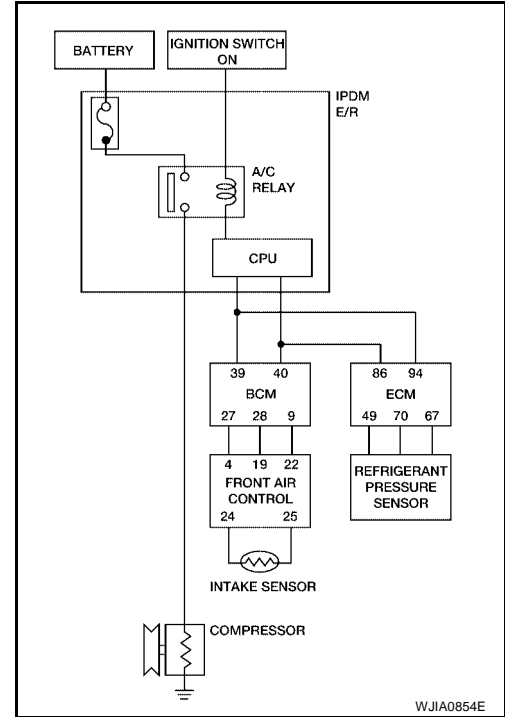 BATTERY
IGNITION SWITCH
ON
IPDM
E/R
A/C
RELAY
CPU
39 40
BCM
27 28 9
86 94
ECM
49 70 67
4 19 22
FRONT AIR
CONTROL
24 25
REFRIGERANT
PRESSURE
SENSOR
INTAKE SENSOR
COMPRESSOR
WJIA0854E